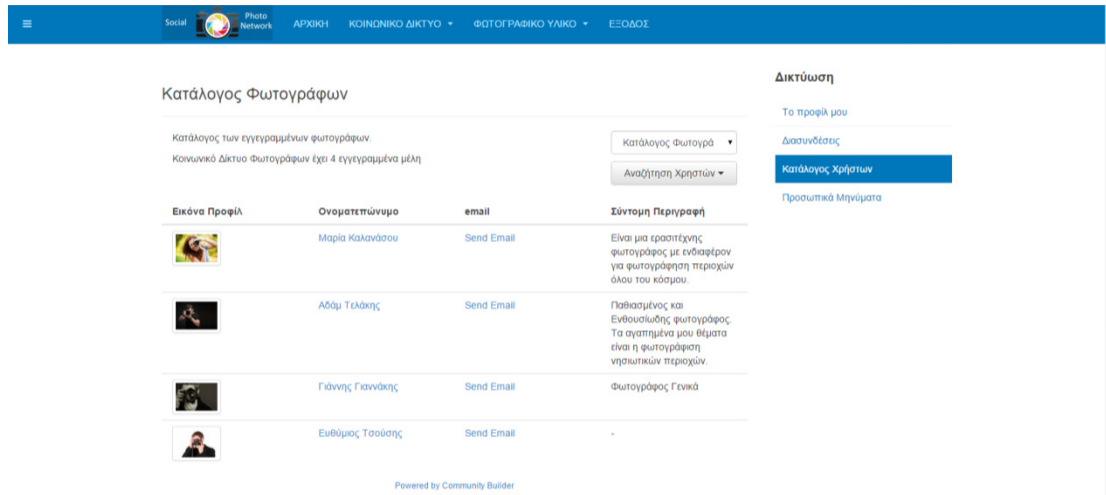 Social Photo Network ΑΡΧΙΚΗ ΚΟΙΝΩΝΙΚΟ ΔΙΚΤΥΟ ΦΩΤΟΓΡΑΦΙΚΟ ΥΛΙΚΟ ΕΞΟΔΟΣ
Κατάλογος Φωτογράφων
Κατάλογος των εγγεγραμμένων φωτογράφων.
Κοινωνικό Δίκτυο Φωτογράφων έχει 4 εγγεγραμμένα μέλη
Κατάλογος Φωτογρά
Αναζήτηση Χρηστών
Εικόνα Προφίλ Ονοματεπώνυμο email Σύντομη Περιγραφή
Μαρία Καλανάσου Send Email Είναι μια ερασιτέχνης
φωτογράφος με ενδιαφέρον
για φωτογράφηση περιοχών
όλου του κόσμου.
Αδάμ Τελάκης Send Email Παθιασμένος και
Ενθουσίωδης φωτογράφος.
Τα αγαπημένα μου θέματα
είναι η φωτογράφιση
νησιωτικών περιοχών.
Γιάννης Γιαννάκης Send Email Φωτογράφος Γενικά
Ευθύμιος Τσούσης Send Email -
Powered by Community Builder
Δικτύωση
Το προφίλ μου
Διασυνδέσεις
Κατάλογος Χρήστων
Προσωπικά Μηνύματα